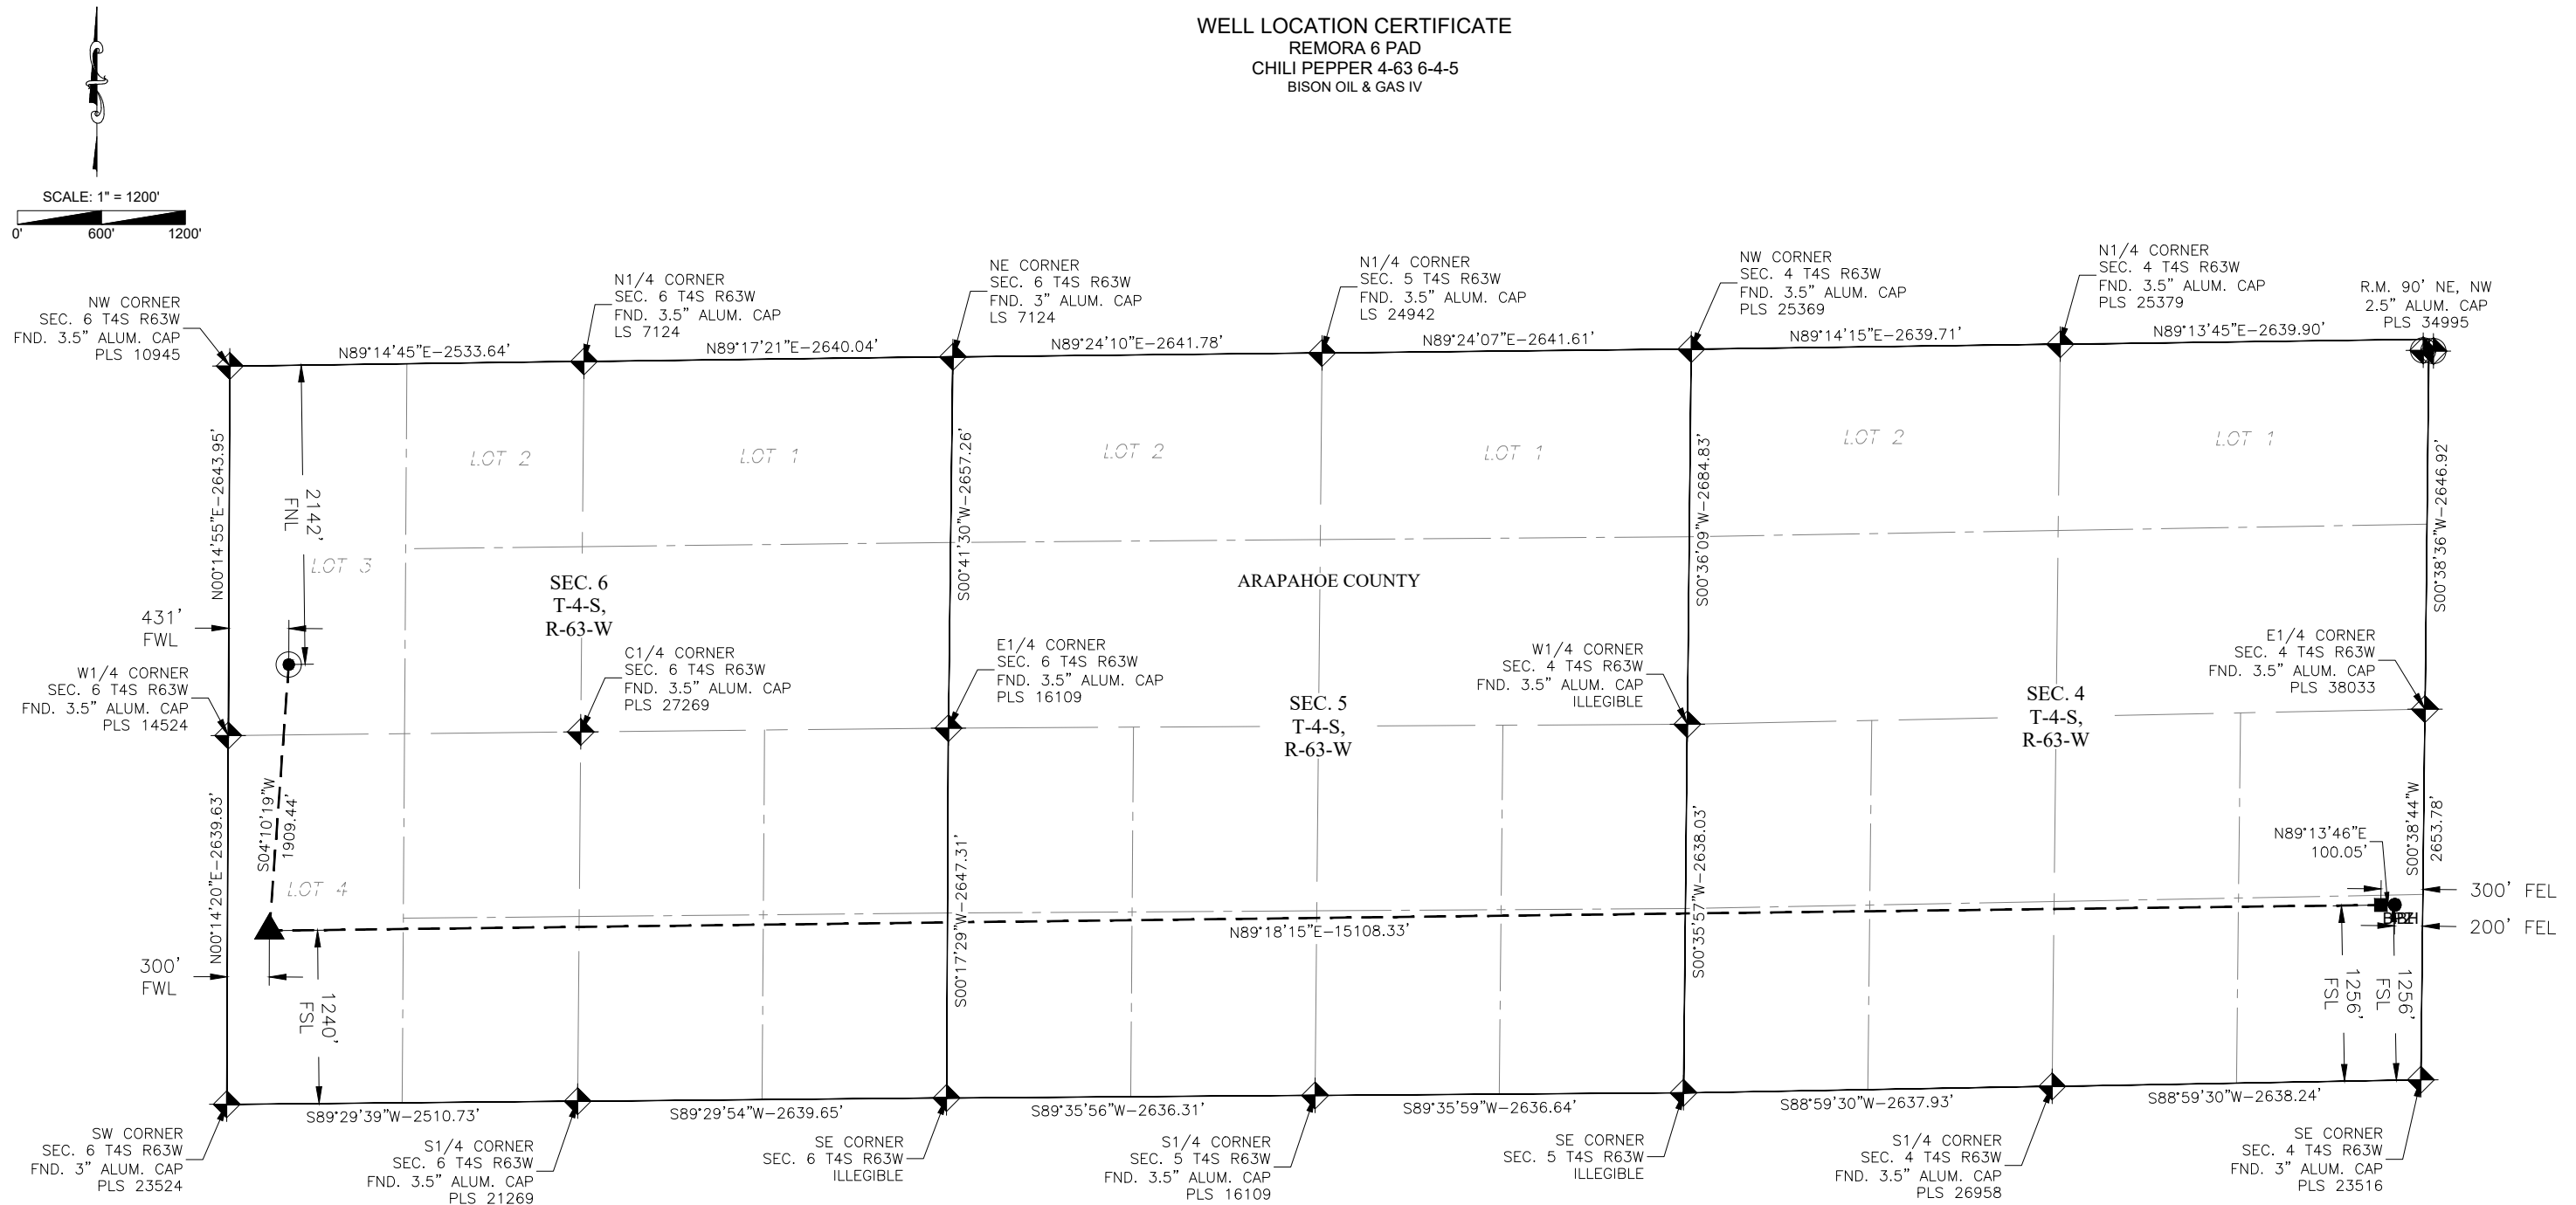 WELL LOCATION CERTIFICATE
REMORA 6 PAD
CHILI PEPPER 4-63 6-4-5
BISON OIL & GAS IV
SCALE: 1" = 1200'
0' 600' 1200'
NW CORNER
SEC. 6 T4S R63W
FND. 3.5" ALUM. CAP
PLS 10945
N1/4 CORNER
SEC. 6 T4S R63W
FND. 3.5" ALUM. CAP
LS 7124
NE CORNER
SEC. 6 T4S R63W
FND. 3" ALUM. CAP
LS 7124
N1/4 CORNER
SEC. 5 T4S R63W
FND. 3.5" ALUM. CAP
LS 24942
NW CORNER
SEC. 4 T4S R63W
FND. 3.5" ALUM. CAP
PLS 25369
N1/4 CORNER
SEC. 4 T4S R63W
FND. 3.5" ALUM. CAP
PLS 25379
R.M. 90' NE, NW
2.5" ALUM. CAP
PLS 34995
N89°14'45"E-2533.64'
N89°17'21"E-2640.04'
N89°24'10"E-2641.78'
N89°24'07"E-2641.61'
N89°14'15"E-2639.71'
N89°13'45"E-2639.90'
N00°14'55"E-2643.95'
2142'
FNL
LOT 2
LOT 1
S00°41'30"W-2657.26'
LOT 2
LOT 1
S00°36'09"W-2684.83'
LOT 2
LOT 1
S00°38'36"W-2646.92'
LOT 3
SEC. 6
T-4-S,
R-63-W
ARAPAHOE COUNTY
431'
FWL
W1/4 CORNER
SEC. 6 T4S R63W
FND. 3.5" ALUM. CAP
PLS 14524
C1/4 CORNER
SEC. 6 T4S R63W
FND. 3.5" ALUM. CAP
PLS 27269
E1/4 CORNER
SEC. 6 T4S R63W
FND. 3.5" ALUM. CAP
PLS 16109
SEC. 5
T-4-S,
R-63-W
W1/4 CORNER
SEC. 4 T4S R63W
FND. 3.5" ALUM. CAP
ILLEGIBLE
SEC. 4
T-4-S,
R-63-W
E1/4 CORNER
SEC. 4 T4S R63W
FND. 3.5" ALUM. CAP
PLS 38033
N00°14'20"E-2639.63'
S04°10'19"W
1909.44'
LOT 4
S00°17'29"W-2647.31'
N89°18'15"E-15108.33'
S00°35'57"W-2638.03'
N89°13'46"E
100.05'
S00°38'44"W
2653.78'
300' FEL
200' FEL
300'
FWL
1240'
FSL
1256'
FSL
1256'
FSL
S89°29'39"W-2510.73'
S89°29'54"W-2639.65'
S89°35'56"W-2636.31'
S89°35'59"W-2636.64'
S88°59'30"W-2637.93'
S88°59'30"W-2638.24'
SW CORNER
SEC. 6 T4S R63W
FND. 3" ALUM. CAP
PLS 23524
S1/4 CORNER
SEC. 6 T4S R63W
FND. 3.5" ALUM. CAP
PLS 21269
SE CORNER
SEC. 6 T4S R63W
ILLEGIBLE
S1/4 CORNER
SEC. 5 T4S R63W
FND. 3.5" ALUM. CAP
PLS 16109
SE CORNER
SEC. 5 T4S R63W
ILLEGIBLE
S1/4 CORNER
SEC. 4 T4S R63W
FND. 3.5" ALUM. CAP
PLS 26958
SE CORNER
SEC. 4 T4S R63W
FND. 3" ALUM. CAP
PLS 23516